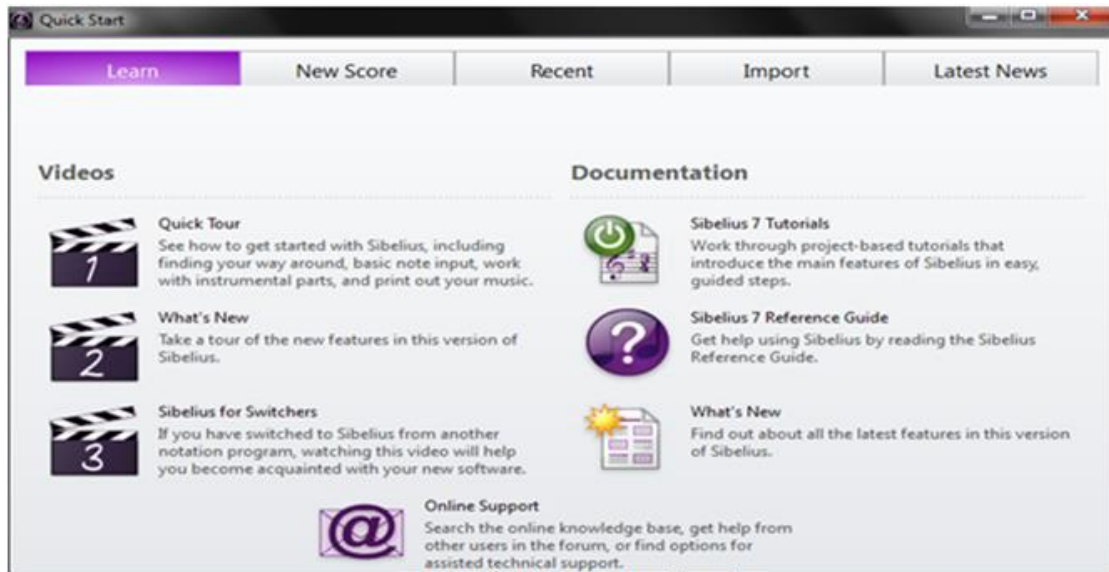 Quick Start
Learn
New Score
Recent
Import
Latest News
Videos
1
Quick Tour
See how to get started with Sibelius, including
finding your way around, basic note input, work
with instrumental parts, and print out your music.
2
What's New
Take a tour of the new features in this version of
Sibelius.
3
Sibelius for Switchers
If you have switched to Sibelius from another
notation program, watching this video will help
you become acquainted with your new software.
Documentation
Sibelius 7 Tutorials
Work through project-based tutorials that
introduce the main features of Sibelius in easy,
guided steps.
?
Sibelius 7 Reference Guide
Get help using Sibelius by reading the Sibelius
Reference Guide.
What's New
Find out about all the latest features in this version
of Sibelius.
@
Online Support
Search the online knowledge base, get help from
other users in the forum, or find options for
assisted technical support.